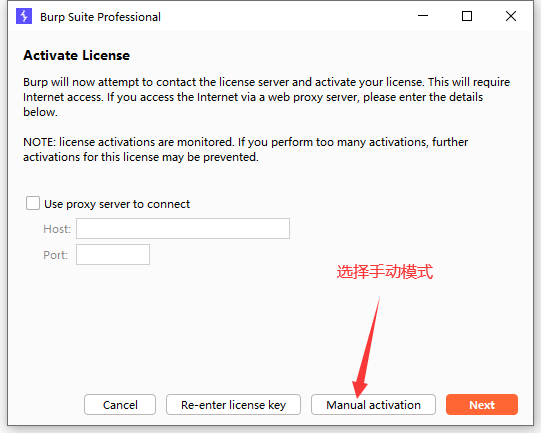 Burp Suite Professional
Activate License
Burp will now attempt to contact the license server and activate your license. This will require
Internet access. If you access the Internet via a web proxy server, please enter the details
below.
NOTE: license activations are monitored. If you perform too many activations, further
activations for this license may be prevented.
Use proxy server to connect
Host:
Port:
选择手动模式
Cancel
Re-enter license key
Manual activation
Next